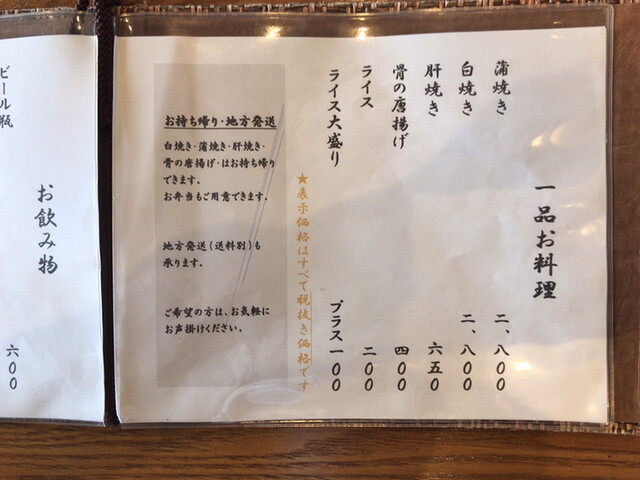 一品お料理
蒲焼き 二、八〇〇
白焼き 二、八〇〇
肝焼き 六五〇
骨の唐揚げ 四〇〇
ライス 二〇〇
ライス大盛り プラス一〇〇
★表示価格はすべて税抜き価格です
お持ち帰り・地方発送
白焼き・蒲焼き・肝焼き・
骨の唐揚げ・はお持ち帰り
できます。
お弁当もご用意できます。
地方発送(送料別)も
承ります。
ご希望の方は、お気軽に
お声掛けください。
お飲み物
ビール瓶 六〇〇